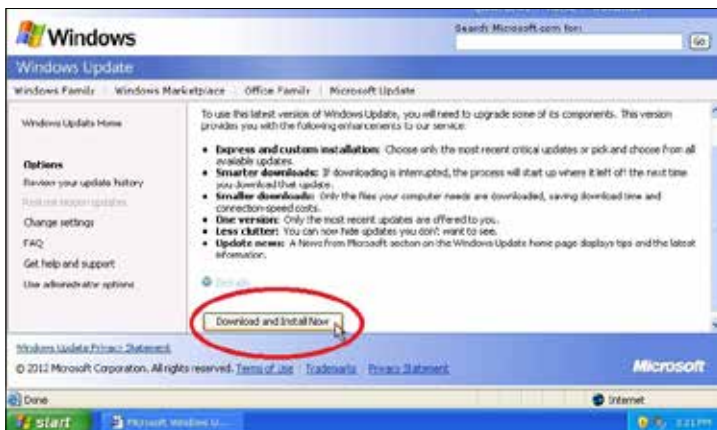 Windows
Search Microsoft.com for:
Go
Windows Update
Windows Family | Windows Marketplace | Office Family | Microsoft Update
Windows Update Home
Options
Review your update history
Restore hidden updates
Change settings
FAQ
Get help and support
Use administrator options
To use this latest version of Windows Update, you will need to upgrade some of its components. This version
provides you with the following enhancements to our service:
• Express and custom installation: Choose only the most recent critical updates or pick and choose from all
available updates.
• Smarter downloads: If downloading is interrupted, the process will start up where it left off the next time
you download that update.
• Smaller downloads: Only the files your computer needs are downloaded, saving download time and
connection-speed costs.
• One version: Only the most recent updates are offered to you.
• Less clutter: You can now hide updates you don't want to see.
• Update news: A News from Microsoft section on the Windows Update home page displays tips and the latest
information.
Details
Download and Install Now
Windows Update Privacy Statement
© 2012 Microsoft Corporation. All rights reserved. Terms of Use | Trademarks | Privacy Statement
Microsoft
Done
Internet
start
Microsoft Windows U...
3:21 PM